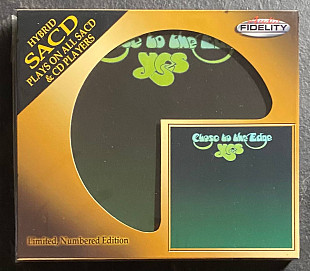 HYBRID
SACD
PLAYS ON ALL SACD
& CD PLAYERS
Close to the Edge
Yes
FIDELITY
Close to the Edge
Yes
Limited, Numbered Edition